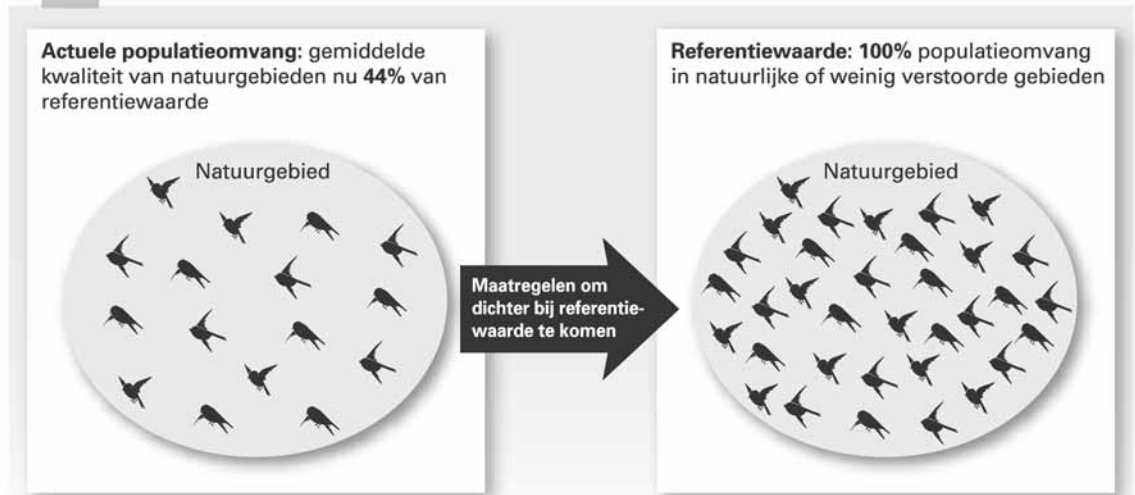 Actuele populatieomvang: gemiddelde
kwaliteit van natuurgebieden nu 44% van
referentiewaarde
Natuurgebied
Maatregelen om
dichter bij referentie-
waarde te komen
Referentiewaarde: 100% populatieomvang
in natuurlijke of weinig verstoorde gebieden
Natuurgebied